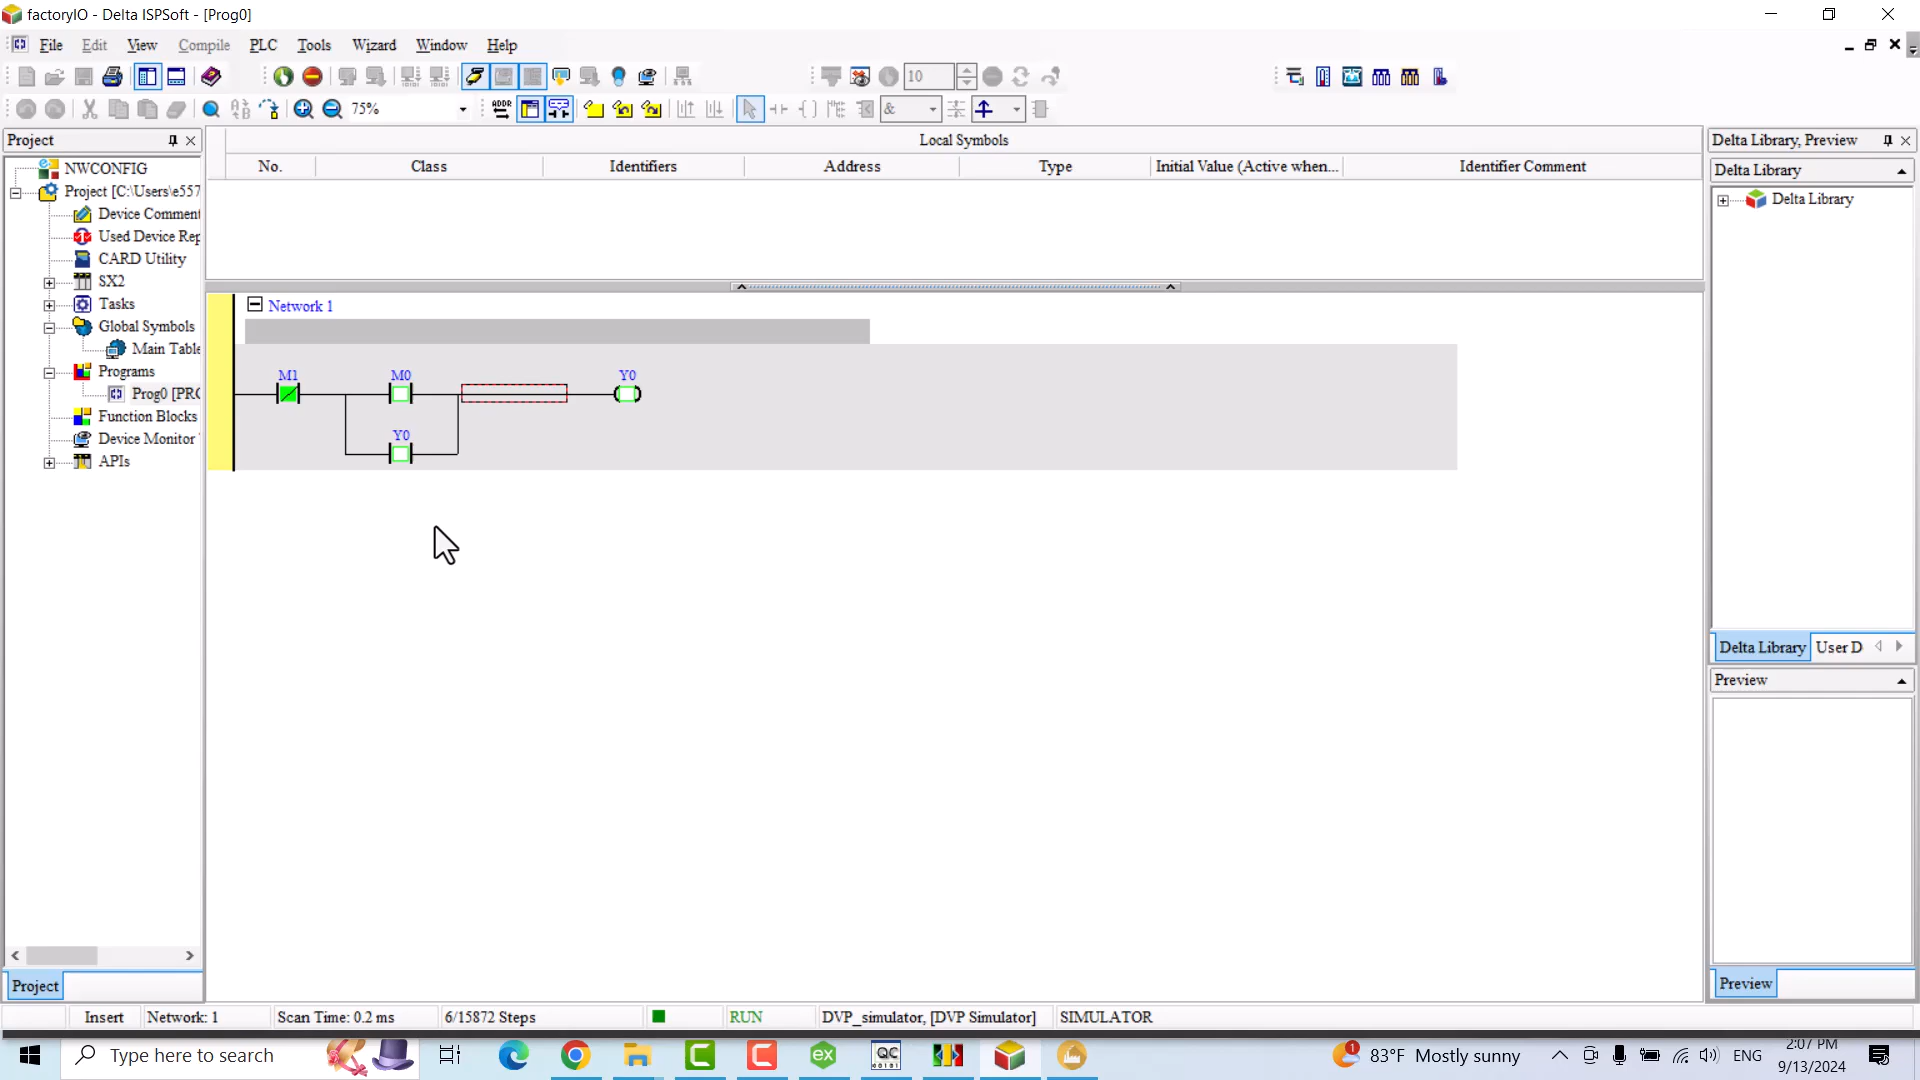 factoryIO - Delta ISPSoft - [Prog0]
File Edit View Compile PLC Tools Wizard Window Help
10
75%
ADDR
&
Project
NWCONFIG
Project [C:\Users\e557
Device Comment
Used Device Rep
CARD Utility
SX2
Tasks
Global Symbols
Main Table
Programs
Prog0 [PRC
Function Blocks
Device Monitor
APIs
Project
Local Symbols
No. Class Identifiers Address Type Initial Value (Active when... Identifier Comment
Network 1
M1 M0 Y0
Y0
Delta Library, Preview
Delta Library
Delta Library
Delta Library User D
Preview
Preview
Insert Network: 1 Scan Time: 0.2 ms 6/15872 Steps RUN DVP_simulator, [DVP Simulator] SIMULATOR
Type here to search
ex
QC
1
83°F Mostly sunny
ENG
2:07 PM
9/13/2024